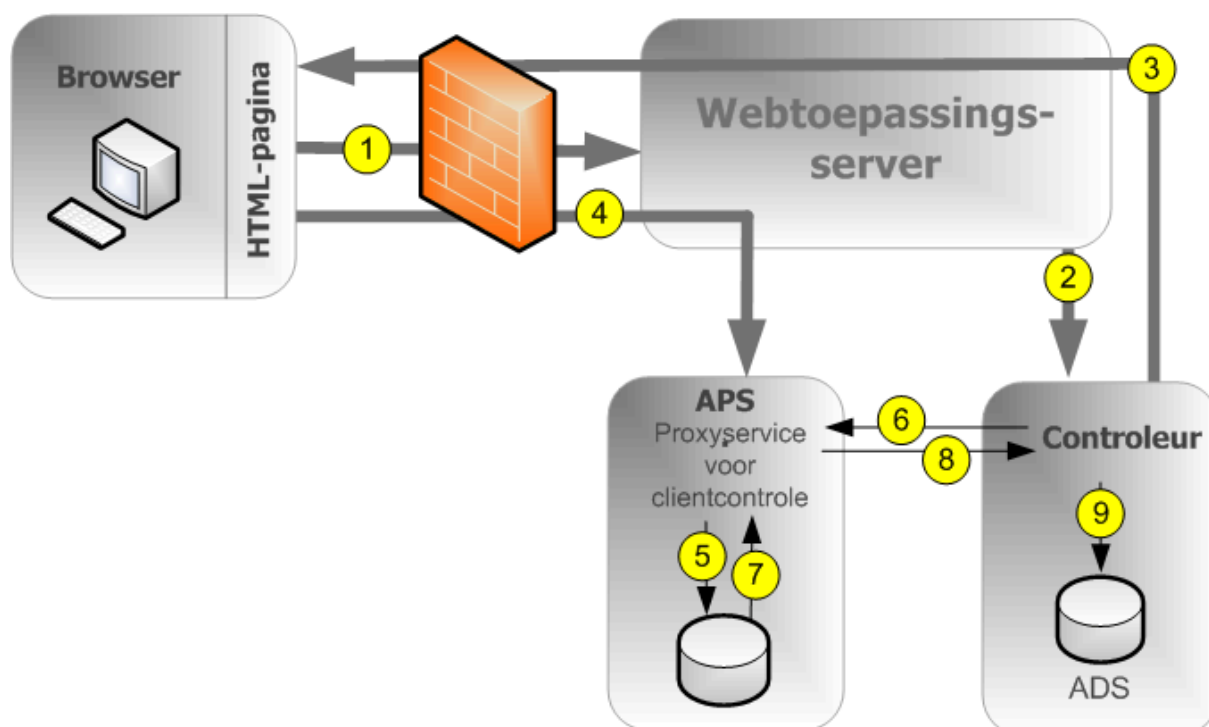 Browser
HTML-pagina
Webtoepassings-
server
1
2
3
4
APS
Proxyservice
voor
clientcontrole
5
7
6
8
Controleur
9
ADS